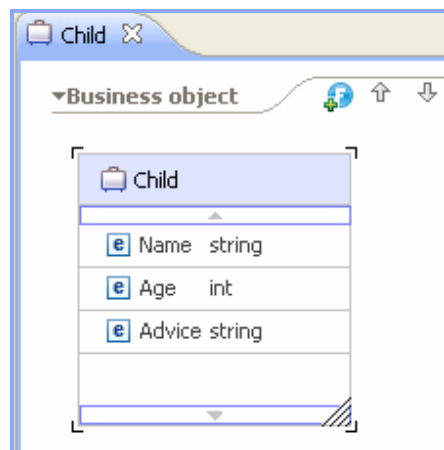 Child
Business object
Child
e Name string
e Age int
e Advice string